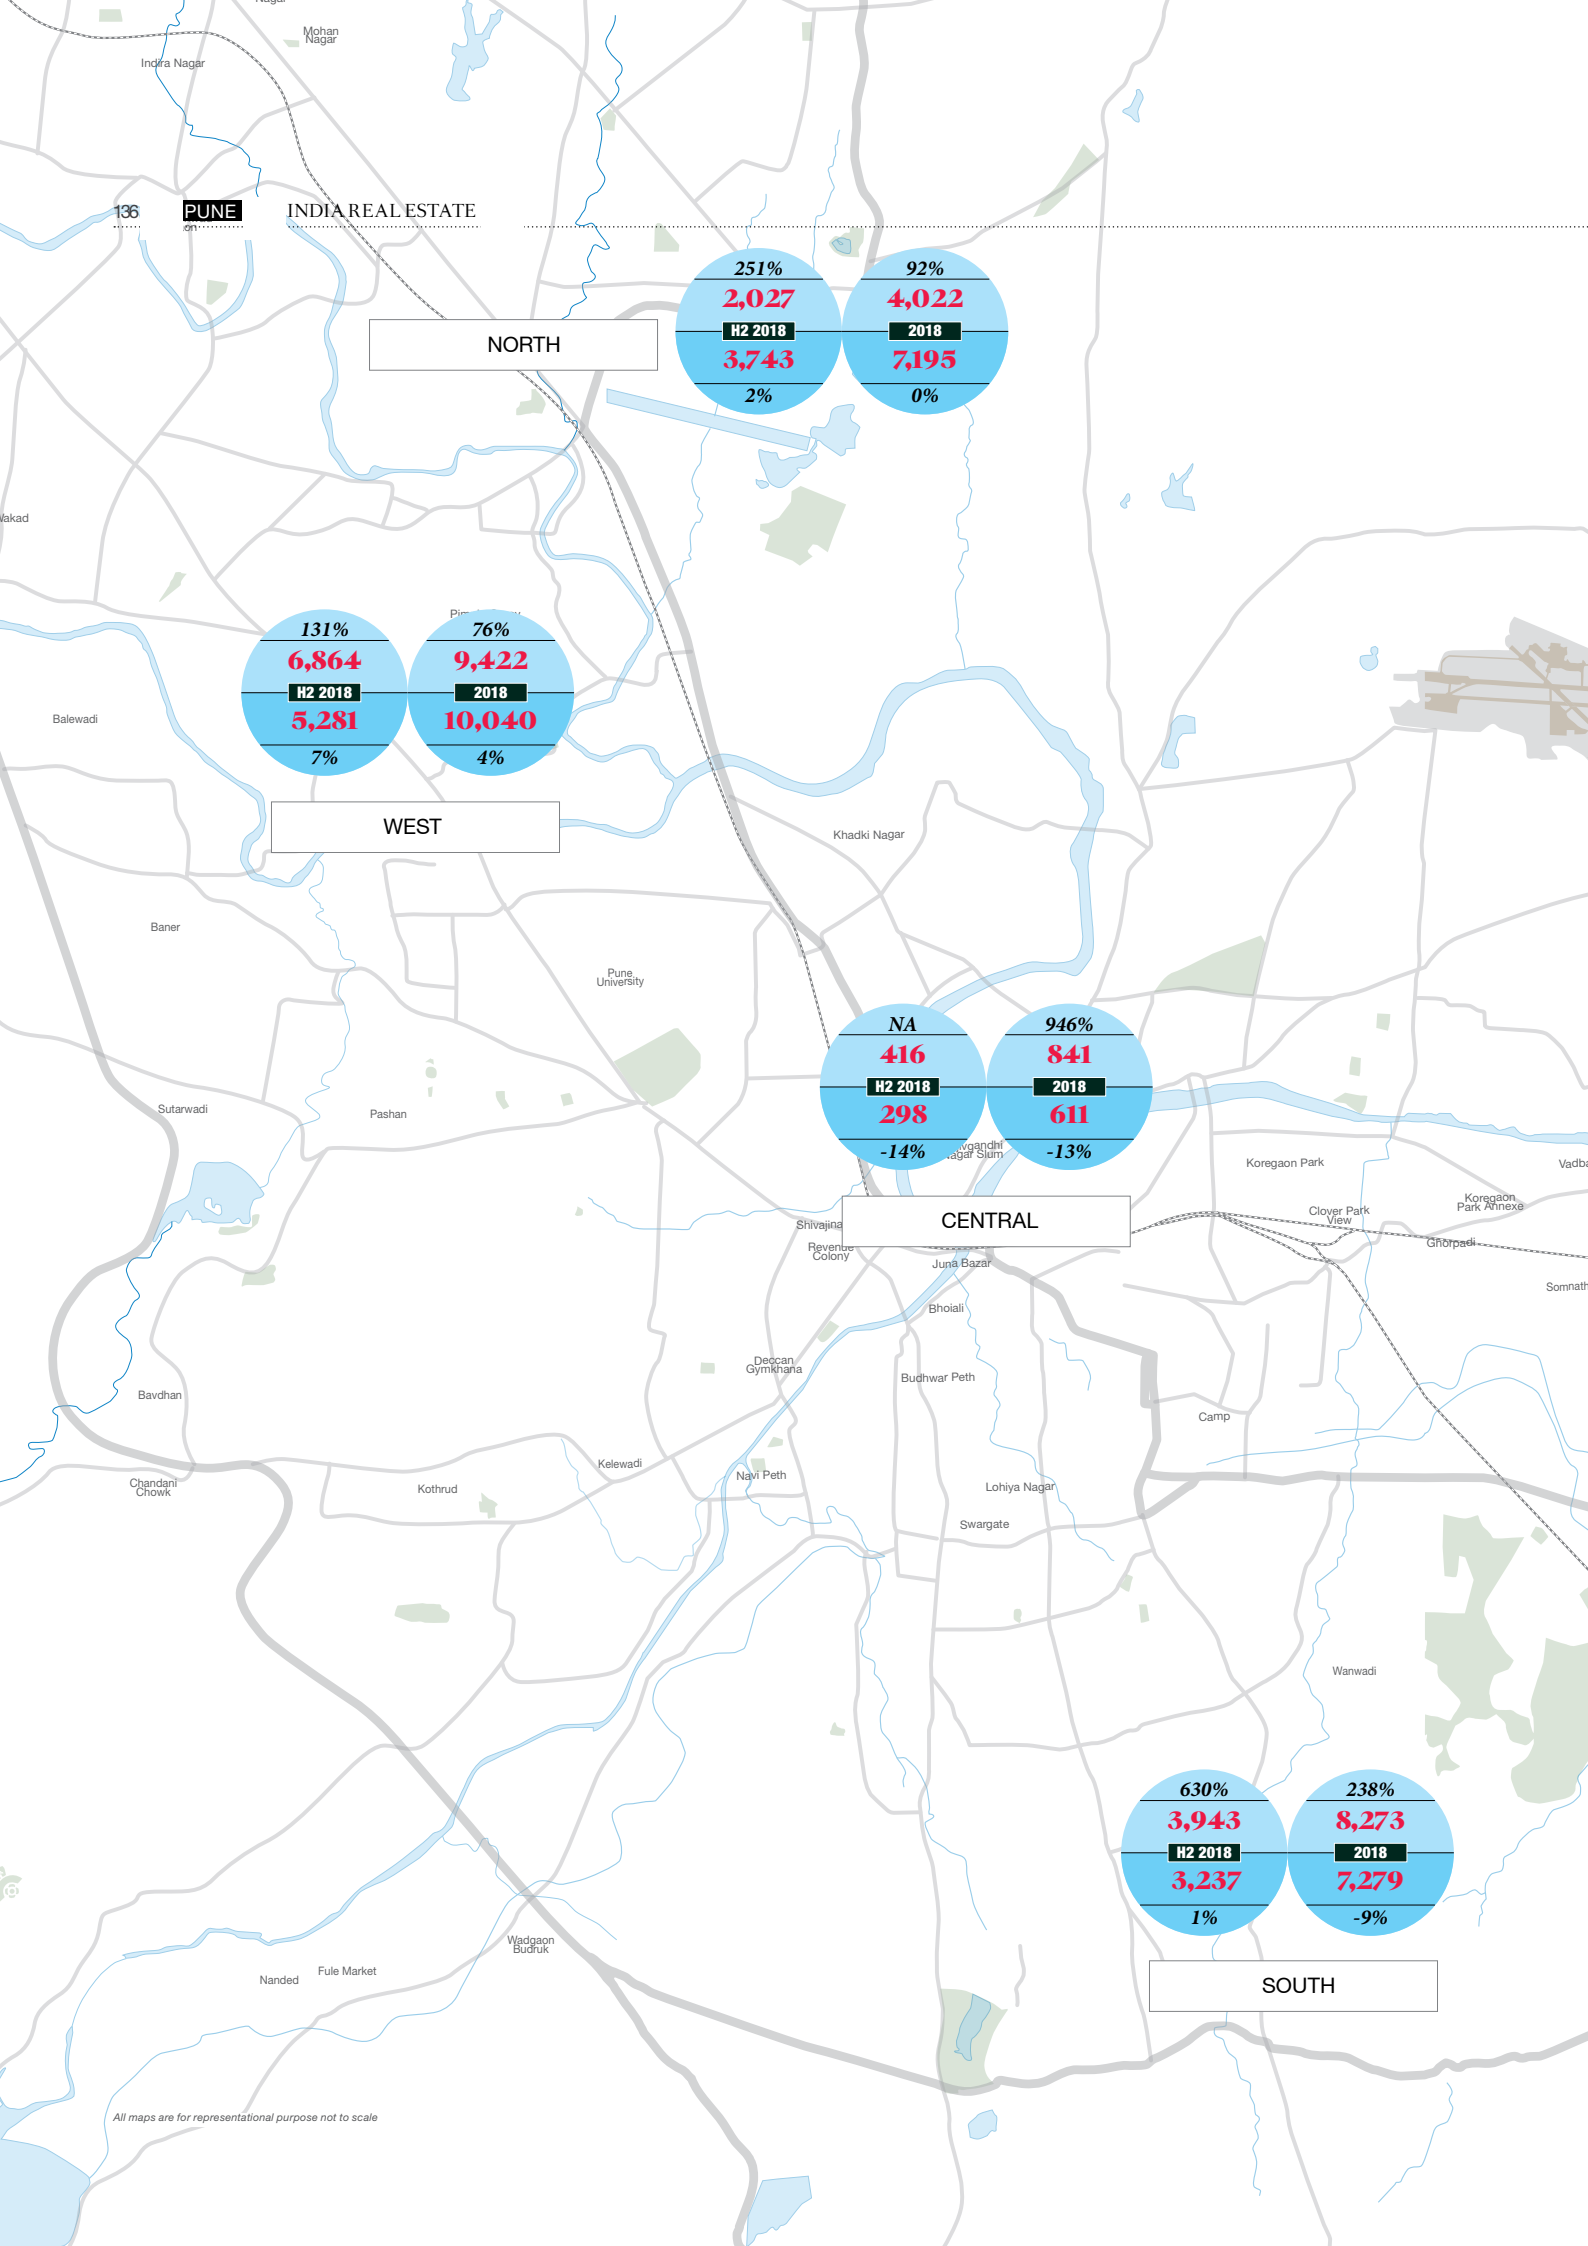 Mohan
Nagar
Indira Nagar
136 PUNE INDIA REAL ESTATE
251%
2,027
H2 2018
3,743
2%
92%
4,022
2018
7,195
0%
NORTH
131%
6,864
H2 2018
5,281
7%
76%
9,422
2018
10,040
4%
Balewadi
WEST
Khadki Nagar
Baner
Pune
University
NA
416
H2 2018
298
-14%
946%
841
2018
611
-13%
Sutarwadi
Pashan
Nagar Slum
Koregaon Park
Koregaon
Park Annexe
Clover Park
View
Ghorpadi
CENTRAL
Revenue
Colony
Juna Bazar
Bhoiali
Deccan
Gymkhana
Budhwar Peth
Bavdhan
Camp
Kelewadi
Navi Peth
Chandani
Chowk
Kothrud
Lohiya Nagar
Swargate
Wanwadi
630%
3,943
H2 2018
3,237
1%
238%
8,273
2018
7,279
-9%
Wadgaon
Budruk
Fule Market
Nanded
SOUTH
All maps are for representational purpose not to scale